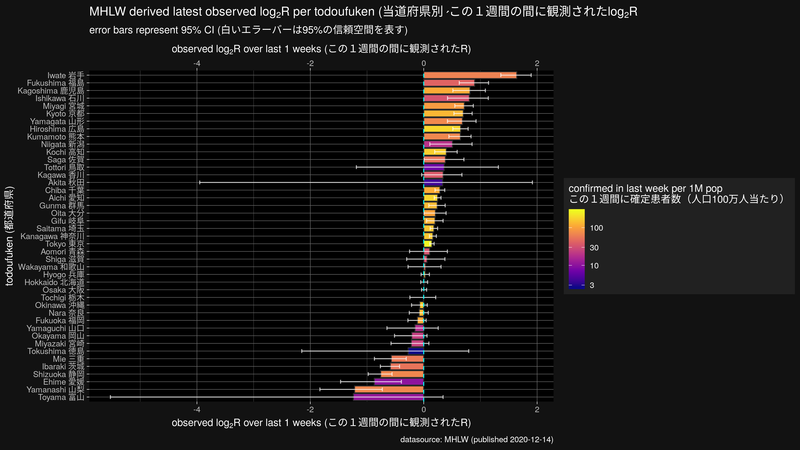 MHLW derived latest observed log₂R per todoufuken (当道府県別 -この１週間の間に観測されたlog₂R
error bars represent 95% CI (白いエラーバーは95%の信頼空間を表す)
observed log₂R over last 1 weeks (この１週間の間に観測されたR)
-4 -2 0 2
todoufuken (都道府県)
Iwate 岩手
Fukushima 福島
Kagoshima 鹿児島
Ishikawa 石川
Miyagi 宮城
Kyoto 京都
Yamagata 山形
Hiroshima 広島
Kumamoto 熊本
Niigata 新潟
Kochi 高知
Saga 佐賀
Tottori 鳥取
Kagawa 香川
Akita 秋田
Chiba 千葉
Aichi 愛知
Gunma 群馬
Oita 大分
Gifu 岐阜
Saitama 埼玉
Kanagawa 神奈川
Tokyo 東京
Aomori 青森
Shiga 滋賀
Wakayama 和歌山
Hyogo 兵庫
Hokkaido 北海道
Osaka 大阪
Tochigi 栃木
Okinawa 沖縄
Nara 奈良
Fukuoka 福岡
Yamaguchi 山口
Okayama 岡山
Miyazaki 宮崎
Tokushima 徳島
Mie 三重
Ibaraki 茨城
Shizuoka 静岡
Ehime 愛媛
Yamanashi 山梨
Toyama 富山
-4 -2 0 2
observed log₂R over last 1 weeks (この１週間の間に観測されたR)
confirmed in last week per 1M pop
この１週間に確定患者数（人口100万人当たり）
100
30
10
3
datasource: MHLW (published 2020-12-14)